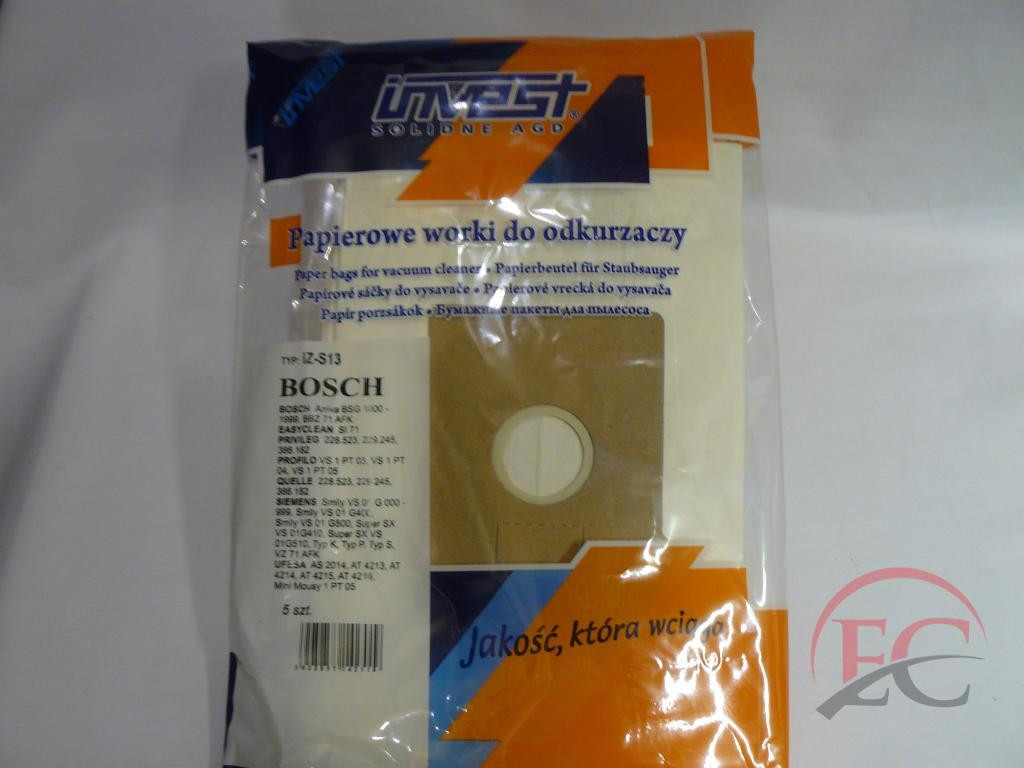 invest
invest®
SOLIDNE AGD
Papierowe worki do odkurzaczy
Paper bags for vacuum cleaner • Papierbeutel für Staubsauger
Papírové sáčky do vysavače • Papierové vrecká do vysavača
Papír porzsákok • Бумажные пакеты для пылесоса
TYP: IZ-S13
BOSCH
BOSCH Arriva BSG 1000 -
1999, BBZ 71 AFK
EASYCLEAN SI 71
PRIVILEG 228.523, 229.245,
386.182
PROFILO VS 1 PT 03, VS 1 PT
04, VS 1 PT 05
QUELLE 228.523, 229.245,
386.182
SIEMENS Smily VS 01 G 000 -
999, Smily VS 01 G400,
Smily VS 01 G500, Super SX
VS 01G410, Super SX VS
01G510, Typ K, Typ P, Typ S,
VZ 71 AFK
UFESA AS 2014, AT 4213, AT
4214, AT 4215, AT 4216,
Mini Mousy 1 PT 05
5 szt.
Jakość, która wciąga
EC